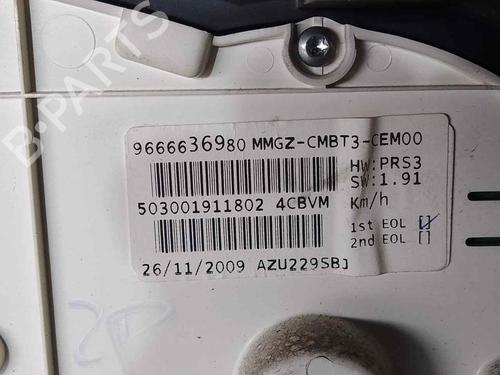 B-PARTS
9666636980 MMGZ-CMBT3-CEM00
HW:PRS3
SW:1.91
503001911802 4CBVM Km/h
1st EOL []
2nd EOL []
26/11/2009 AZU229SBJ